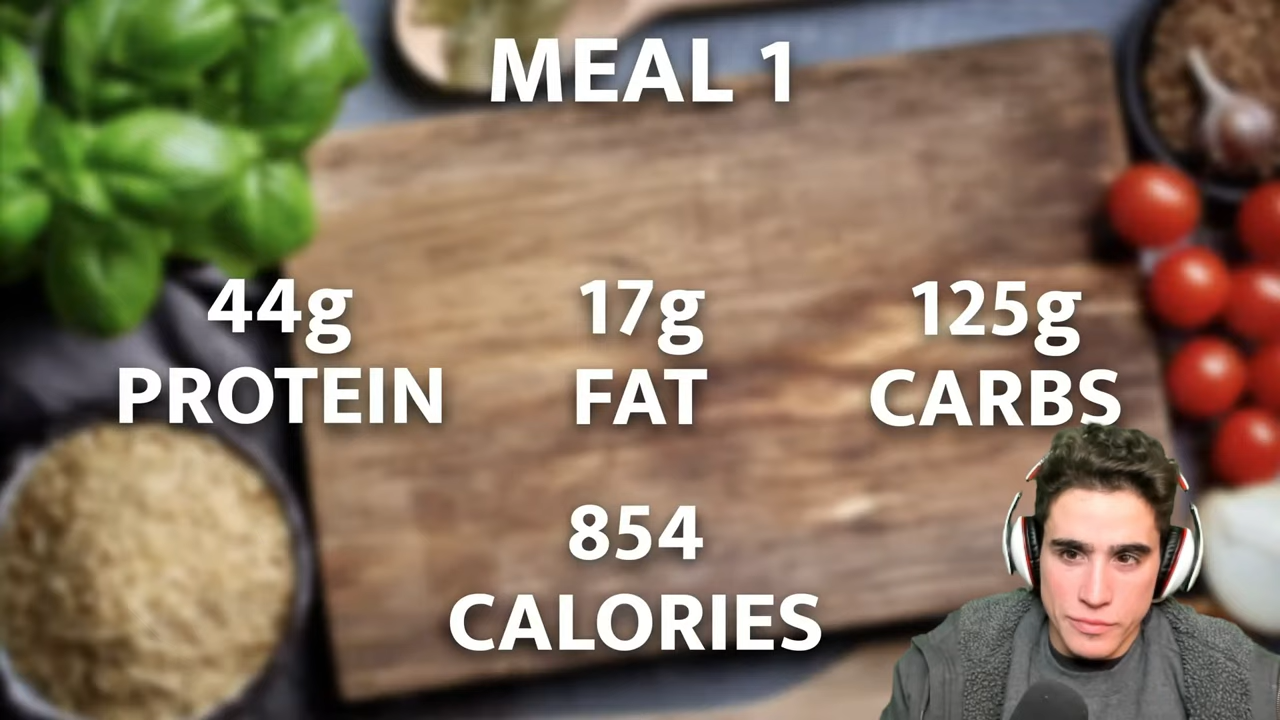 MEAL 1
44g
PROTEIN
17g
FAT
125g
CARBS
854
CALORIES